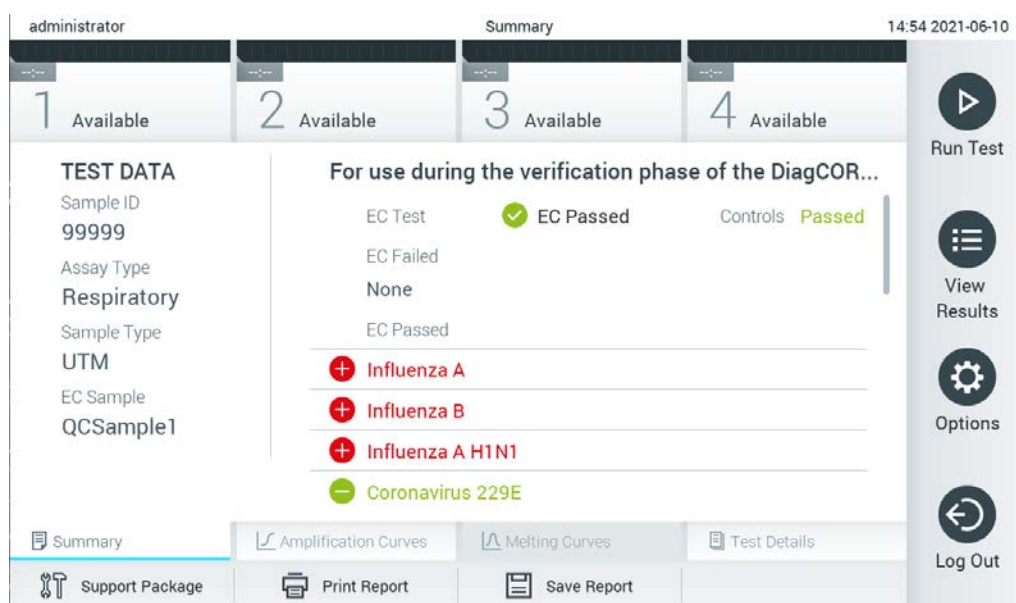 administrator
Summary
14:54 2021-06-10
--:--
1 Available
--:--
2 Available
--:--
3 Available
--:--
4 Available
Run Test
View
Results
Options
Log Out
TEST DATA
Sample ID
99999
Assay Type
Respiratory
Sample Type
UTM
EC Sample
QCSample1
For use during the verification phase of the DiagCOR...
EC Test EC Passed Controls Passed
EC Failed
None
EC Passed
Influenza A
Influenza B
Influenza A H1N1
Coronavirus 229E
Summary
Amplification Curves
Melting Curves
Test Details
Support Package
Print Report
Save Report